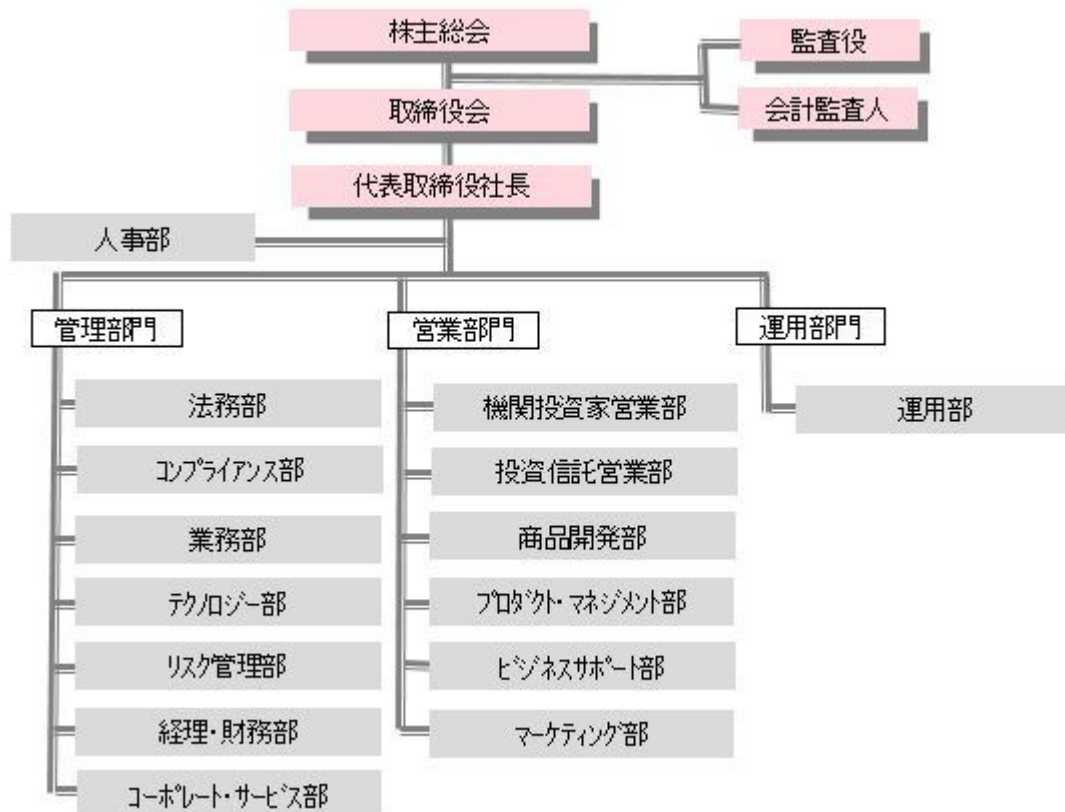 株主総会
監査役
取締役会
会計監査人
代表取締役社長
人事部
管理部門
営業部門
運用部門
法務部
機関投資家営業部
運用部
コンプライアンス部
投資信託営業部
業務部
商品開発部
テクノロジー部
プロダクト・マネジメント部
リスク管理部
ビジネスサポート部
経理・財務部
マーケティング部
コーポレート・サービス部